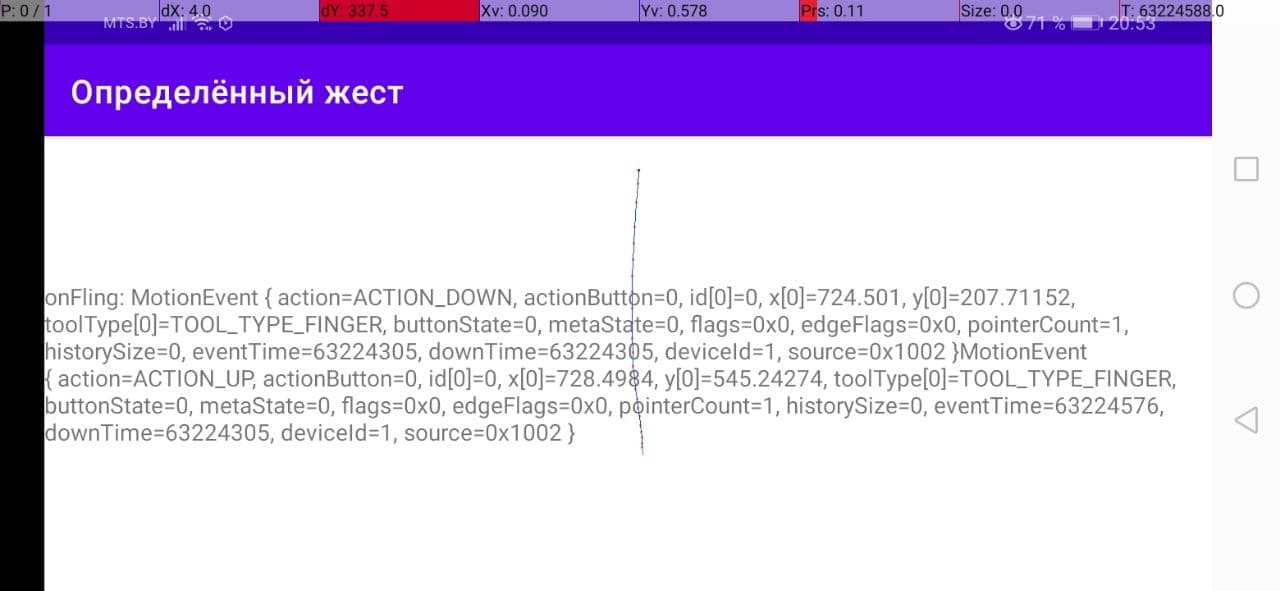 P: 0 / 1 dX: 4.0 dY: 337.5 Xv: 0.090 Yv: 0.578 Prs: 0.11 Size: 0.0 T: 63224588.0
MTS.BY 71 % 20:53
Определённый жест
onFling: MotionEvent { action=ACTION_DOWN, actionButton=0, id[0]=0, x[0]=724.501, y[0]=207.71152,
toolType[0]=TOOL_TYPE_FINGER, buttonState=0, metaState=0, flags=0x0, edgeFlags=0x0, pointerCount=1,
historySize=0, eventTime=63224305, downTime=63224305, deviceId=1, source=0x1002 }MotionEvent
{ action=ACTION_UP, actionButton=0, id[0]=0, x[0]=728.4984, y[0]=545.24274, toolType[0]=TOOL_TYPE_FINGER,
buttonState=0, metaState=0, flags=0x0, edgeFlags=0x0, pointerCount=1, historySize=0, eventTime=63224576,
downTime=63224305, deviceId=1, source=0x1002 }